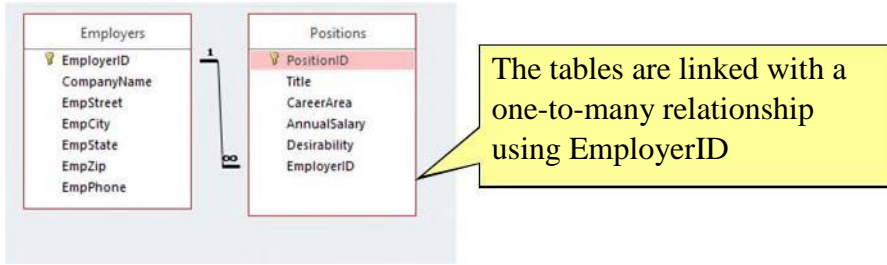 Employers
EmployerID
CompanyName
EmpStreet
EmpCity
EmpState
EmpZip
EmpPhone
1
∞
Positions
PositionID
Title
CareerArea
AnnualSalary
Desirability
EmployerID
The tables are linked with a
one-to-many relationship
using EmployerID